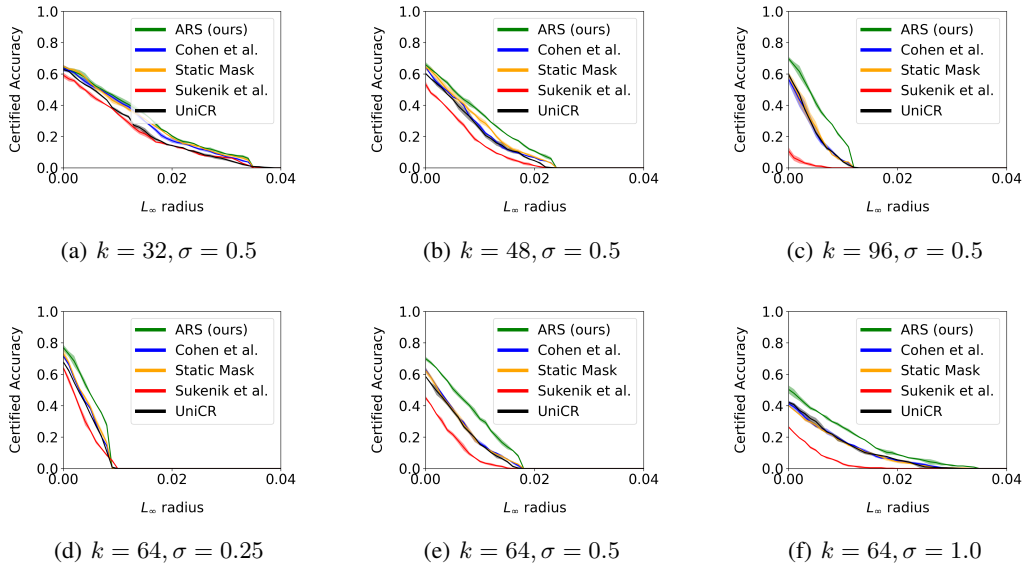 1.0
0.8
0.6
0.4
0.2
0.0
Certified Accuracy
ARS (ours)
Cohen et al.
Static Mask
Sukenik et al.
UniCR
0.00
0.02
0.04
L∞ radius
(a) k = 32, σ = 0.5
1.0
0.8
0.6
0.4
0.2
0.0
Certified Accuracy
ARS (ours)
Cohen et al.
Static Mask
Sukenik et al.
UniCR
0.00
0.02
0.04
L∞ radius
(b) k = 48, σ = 0.5
1.0
0.8
0.6
0.4
0.2
0.0
Certified Accuracy
ARS (ours)
Cohen et al.
Static Mask
Sukenik et al.
UniCR
0.00
0.02
0.04
L∞ radius
(c) k = 96, σ = 0.5
1.0
0.8
0.6
0.4
0.2
0.0
Certified Accuracy
ARS (ours)
Cohen et al.
Static Mask
Sukenik et al.
UniCR
0.00
0.02
0.04
L∞ radius
(d) k = 64, σ = 0.25
1.0
0.8
0.6
0.4
0.2
0.0
Certified Accuracy
ARS (ours)
Cohen et al.
Static Mask
Sukenik et al.
UniCR
0.00
0.02
0.04
L∞ radius
(e) k = 64, σ = 0.5
1.0
0.8
0.6
0.4
0.2
0.0
Certified Accuracy
ARS (ours)
Cohen et al.
Static Mask
Sukenik et al.
UniCR
0.00
0.02
0.04
L∞ radius
(f) k = 64, σ = 1.0